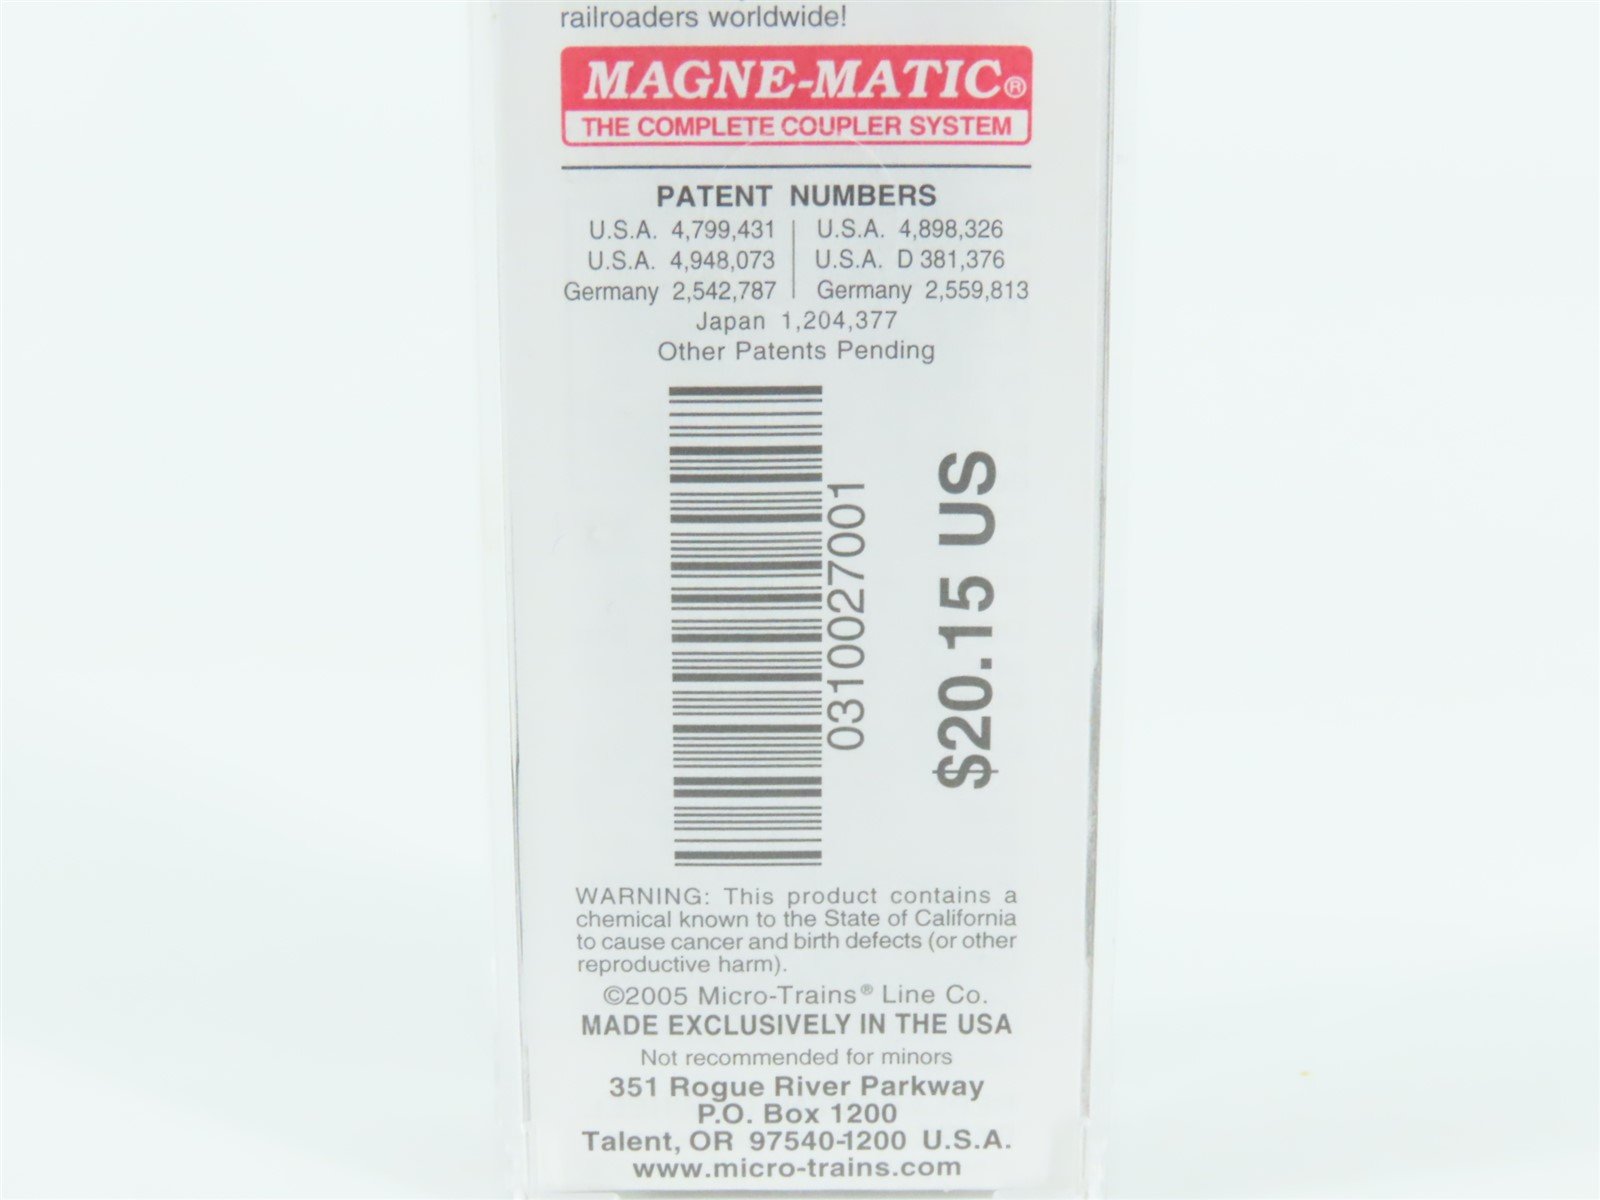 railroaders worldwide!
MAGNE-MATIC®
THE COMPLETE COUPLER SYSTEM
PATENT NUMBERS
U.S.A. 4,799,431 U.S.A. 4,898,326
U.S.A. 4,948,073 U.S.A. D 381,376
Germany 2,542,787 Germany 2,559,813
Japan 1,204,377
Other Patents Pending
0310027001
$20.15 US
WARNING: This product contains a
chemical known to the State of California
to cause cancer and birth defects (or other
reproductive harm).
©2005 Micro-Trains® Line Co.
MADE EXCLUSIVELY IN THE USA
Not recommended for minors
351 Rogue River Parkway
P.O. Box 1200
Talent, OR 97540-1200 U.S.A.
www.micro-trains.com